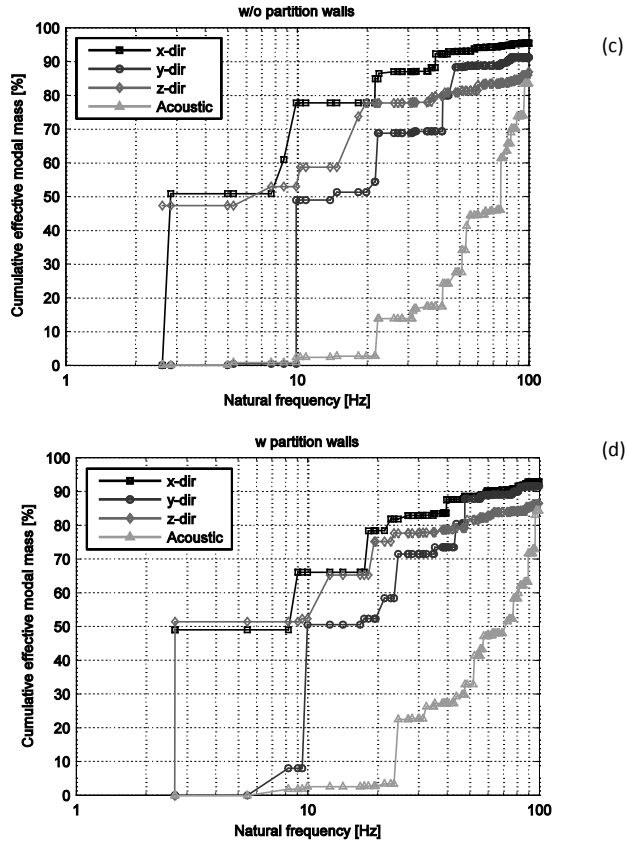 w/o partition walls
(c)
100
90
80
70
60
50
40
30
20
10
0
Cumulative effective modal mass [%]
x-dir
y-dir
z-dir
Acoustic
1
10
100
Natural frequency [Hz]
w partition walls
(d)
100
90
80
70
60
50
40
30
20
10
0
Cumulative effective modal mass [%]
x-dir
y-dir
z-dir
Acoustic
1
10
100
Natural frequency [Hz]